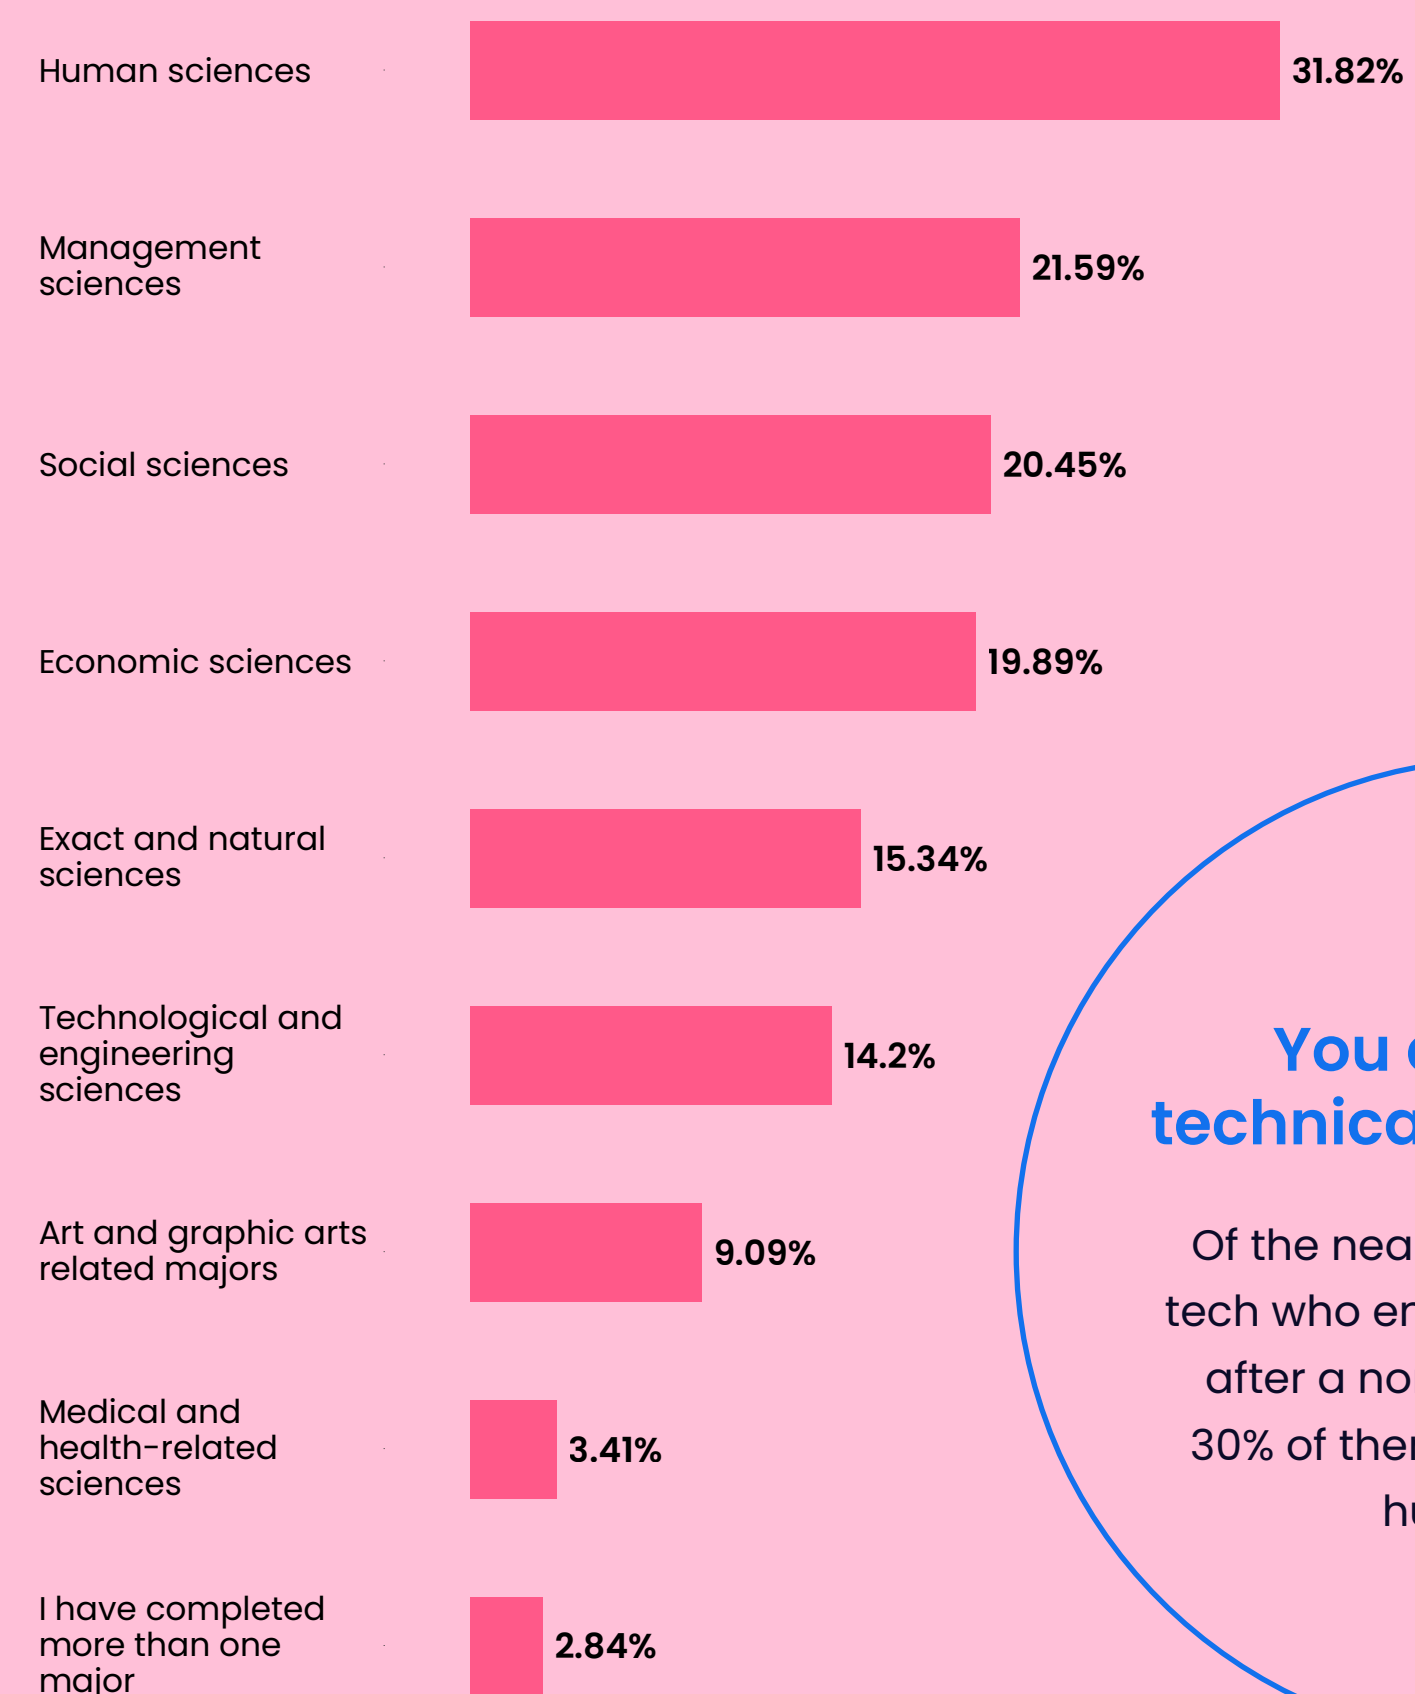 Human sciences
31.82%
Management
sciences
21.59%
Social sciences
20.45%
Economic sciences
19.89%
Exact and natural
sciences
15.34%
Technological and
engineering
sciences
14.2%
Art and graphic arts
related majors
9.09%
Medical and
health-related
sciences
3.41%
I have completed
more than one
major
2.84%
You
technica
Of the nea
tech who en
after a no
30% of ther
hu